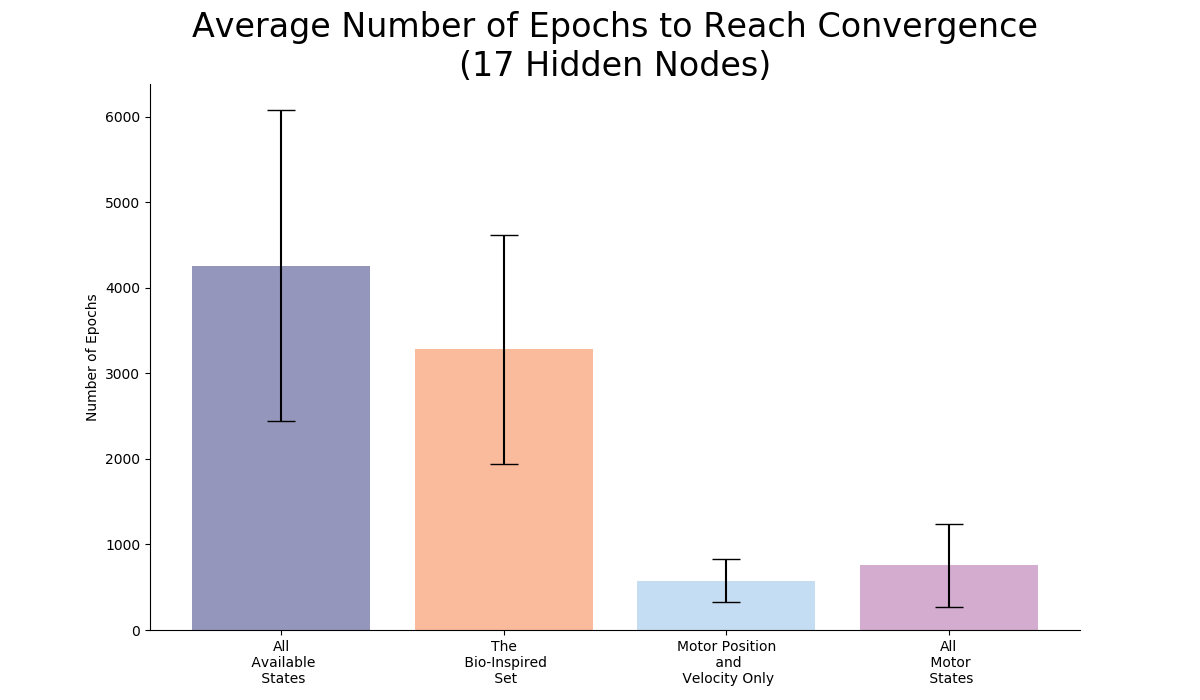 Average Number of Epochs to Reach Convergence
(17 Hidden Nodes)
6000
5000
4000
3000
2000
1000
0
Number of Epochs
All
Available
States
The
Bio-Inspired
Set
Motor Position
and
Velocity Only
All
Motor
States